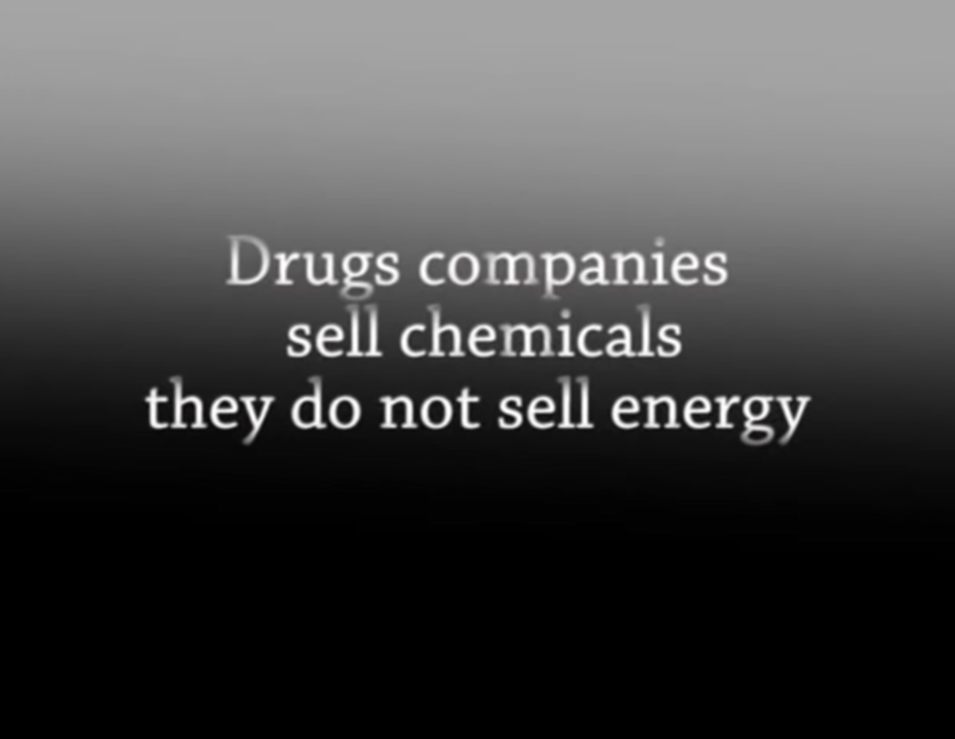 Drugs companies
sell chemicals
they do not sell energy